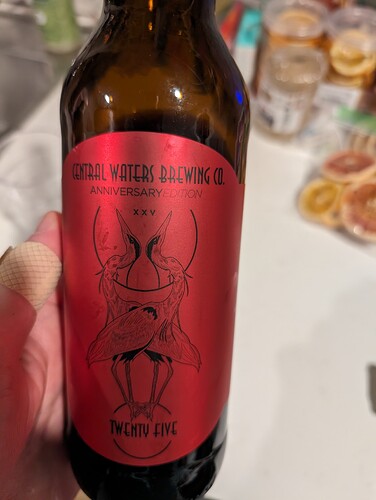 CENTRAL WATERS BREWING CO.
ANNIVERSARY EDITION
XXV
TWENTY FIVE